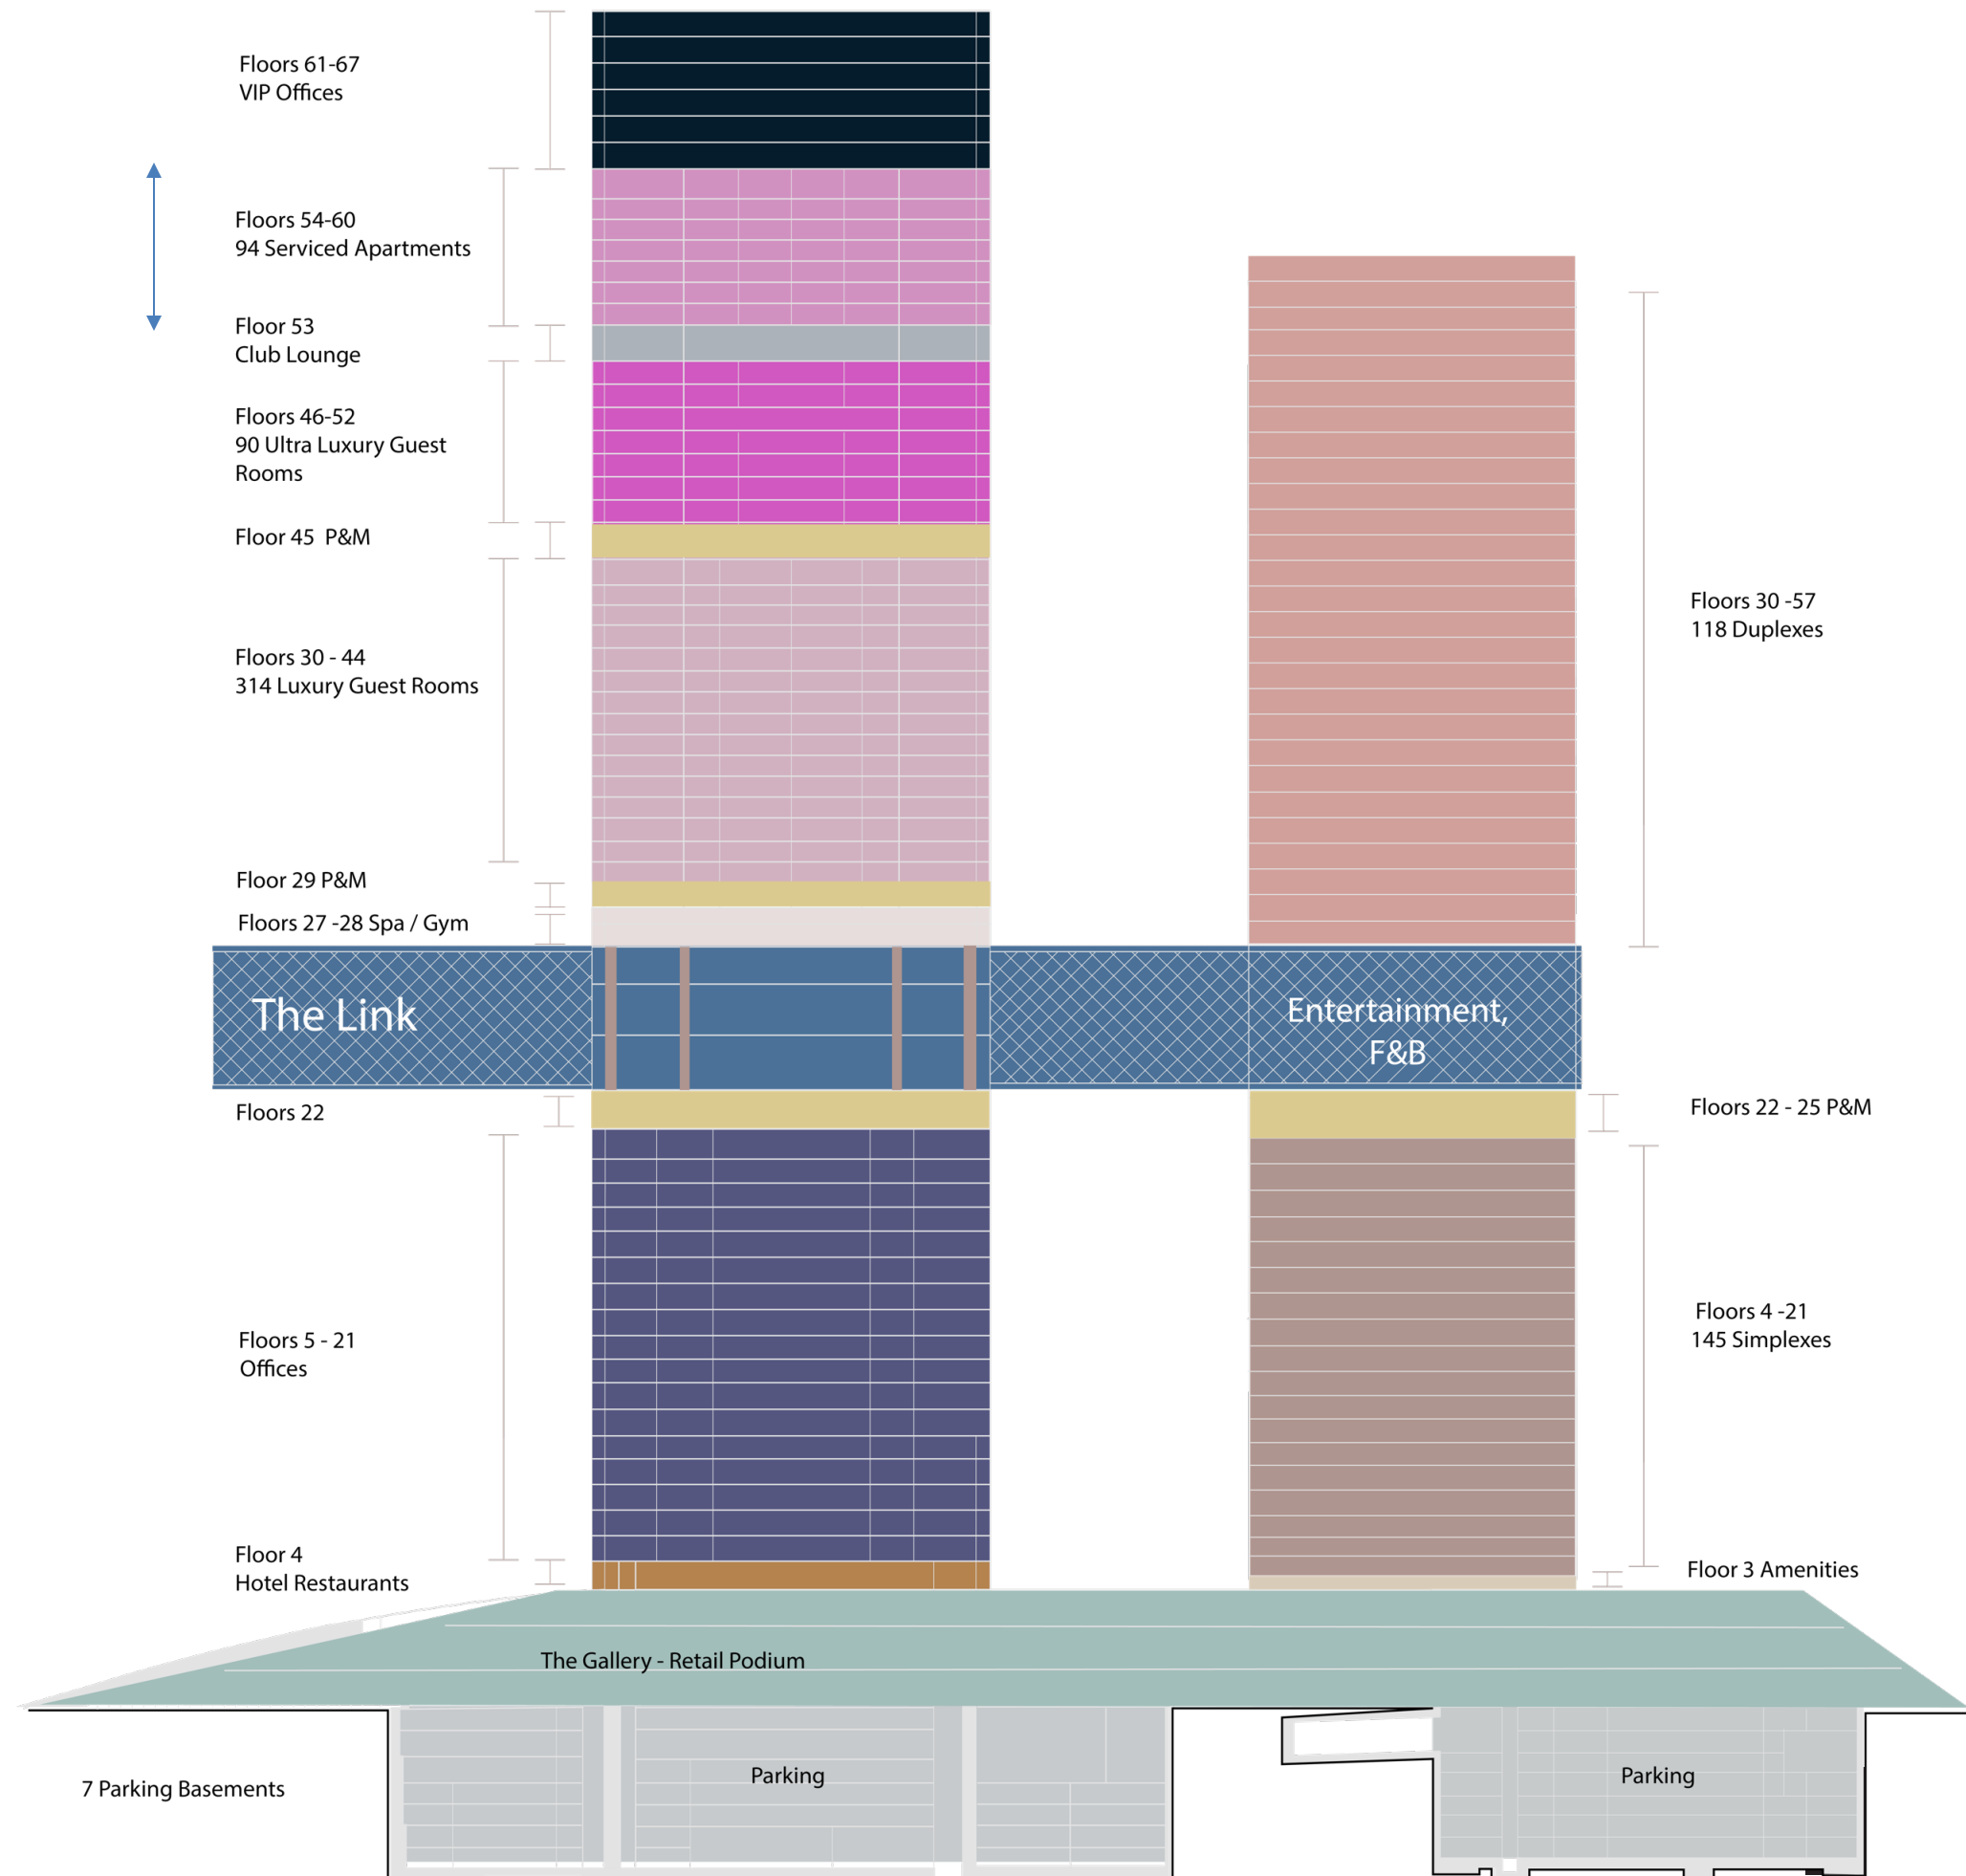 Floors 61-67
VIP Offices
Floors 54-60
94 Serviced Apartments
Floor 53
Club Lounge
Floors 46-52
90 Ultra Luxury Guest
Rooms
Floor 45 P&M
Floors 30 - 44
314 Luxury Guest Rooms
Floor 29 P&M
Floors 27 -28 Spa / Gym
The Link
Floors 22
Floors 5 - 21
Offices
Floor 4
Hotel Restaurants
Floors 30 -57
118 Duplexes
Entertainment,
F&B
Floors 22 - 25 P&M
Floors 4 -21
145 Simplexes
Floor 3 Amenities
The Gallery - Retail Podium
7 Parking Basements
Parking
Parking